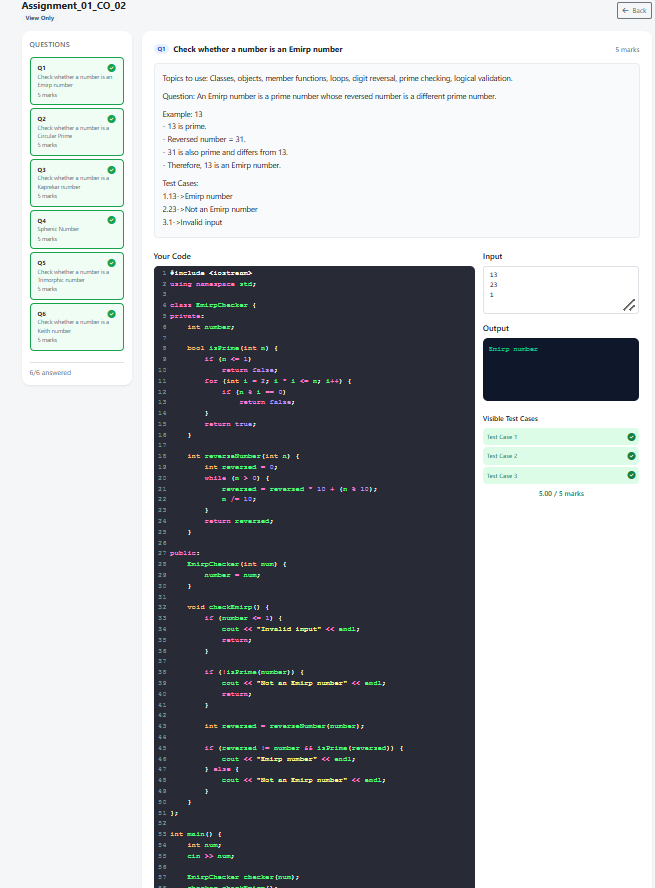 Assignment_01_CO_02
View Only
← Back
QUESTIONS
Q1
Check whether a number is an
Emirp number
5 marks
Q2
Check whether a number is a
Circular Prime
5 marks
Q3
Check whether a number is a
Kaprekar number
5 marks
Q4
Sphenic Number
5 marks
Q5
Check whether a number is a
Trimorphic number
5 marks
Q6
Check whether a number is a
Keith number
5 marks
6/6 answered
Q1 Check whether a number is an Emirp number
5 marks
Topics to use: Classes, objects, member functions, loops, digit reversal, prime checking, logical validation.
Question: An Emirp number is a prime number whose reversed number is a different prime number.
Example: 13
- 13 is prime.
- Reversed number = 31.
- 31 is also prime and differs from 13.
- Therefore, 13 is an Emirp number.
Test Cases:
1.13->Emirp number
2.23->Not an Emirp number
3.1->Invalid input
Your Code
1 #include <iostream>
2 using namespace std;
3
4 class EmirpChecker {
5 private:
6     int number;
7
8     bool isPrime(int n) {
9         if (n <= 1)
10             return false;
11         for (int i = 2; i * i <= n; i++) {
12             if (n % i == 0)
13                 return false;
14         }
15         return true;
16     }
17
18     int reverseNumber(int n) {
19         int reversed = 0;
20         while (n > 0) {
21             reversed = reversed * 10 + (n % 10);
22             n /= 10;
23         }
24         return reversed;
25     }
26
27 public:
28     EmirpChecker(int num) {
29         number = num;
30     }
31
32     void checkEmirp() {
33         if (number <= 1) {
34             cout << "Invalid input" << endl;
35             return;
36         }
37
38         if (!isPrime(number)) {
39             cout << "Not an Emirp number" << endl;
40             return;
41         }
42
43         int reversed = reverseNumber(number);
44
45         if (reversed != number && isPrime(reversed)) {
46             cout << "Emirp number" << endl;
47         } else {
48             cout << "Not an Emirp number" << endl;
49         }
50     }
51 };
52
53 int main() {
54     int num;
55     cin >> num;
56
57     EmirpChecker checker(num);
Input
13
23
1
Output
Emirp number
Visible Test Cases
Test Case 1
Test Case 2
Test Case 3
5.00 / 5 marks